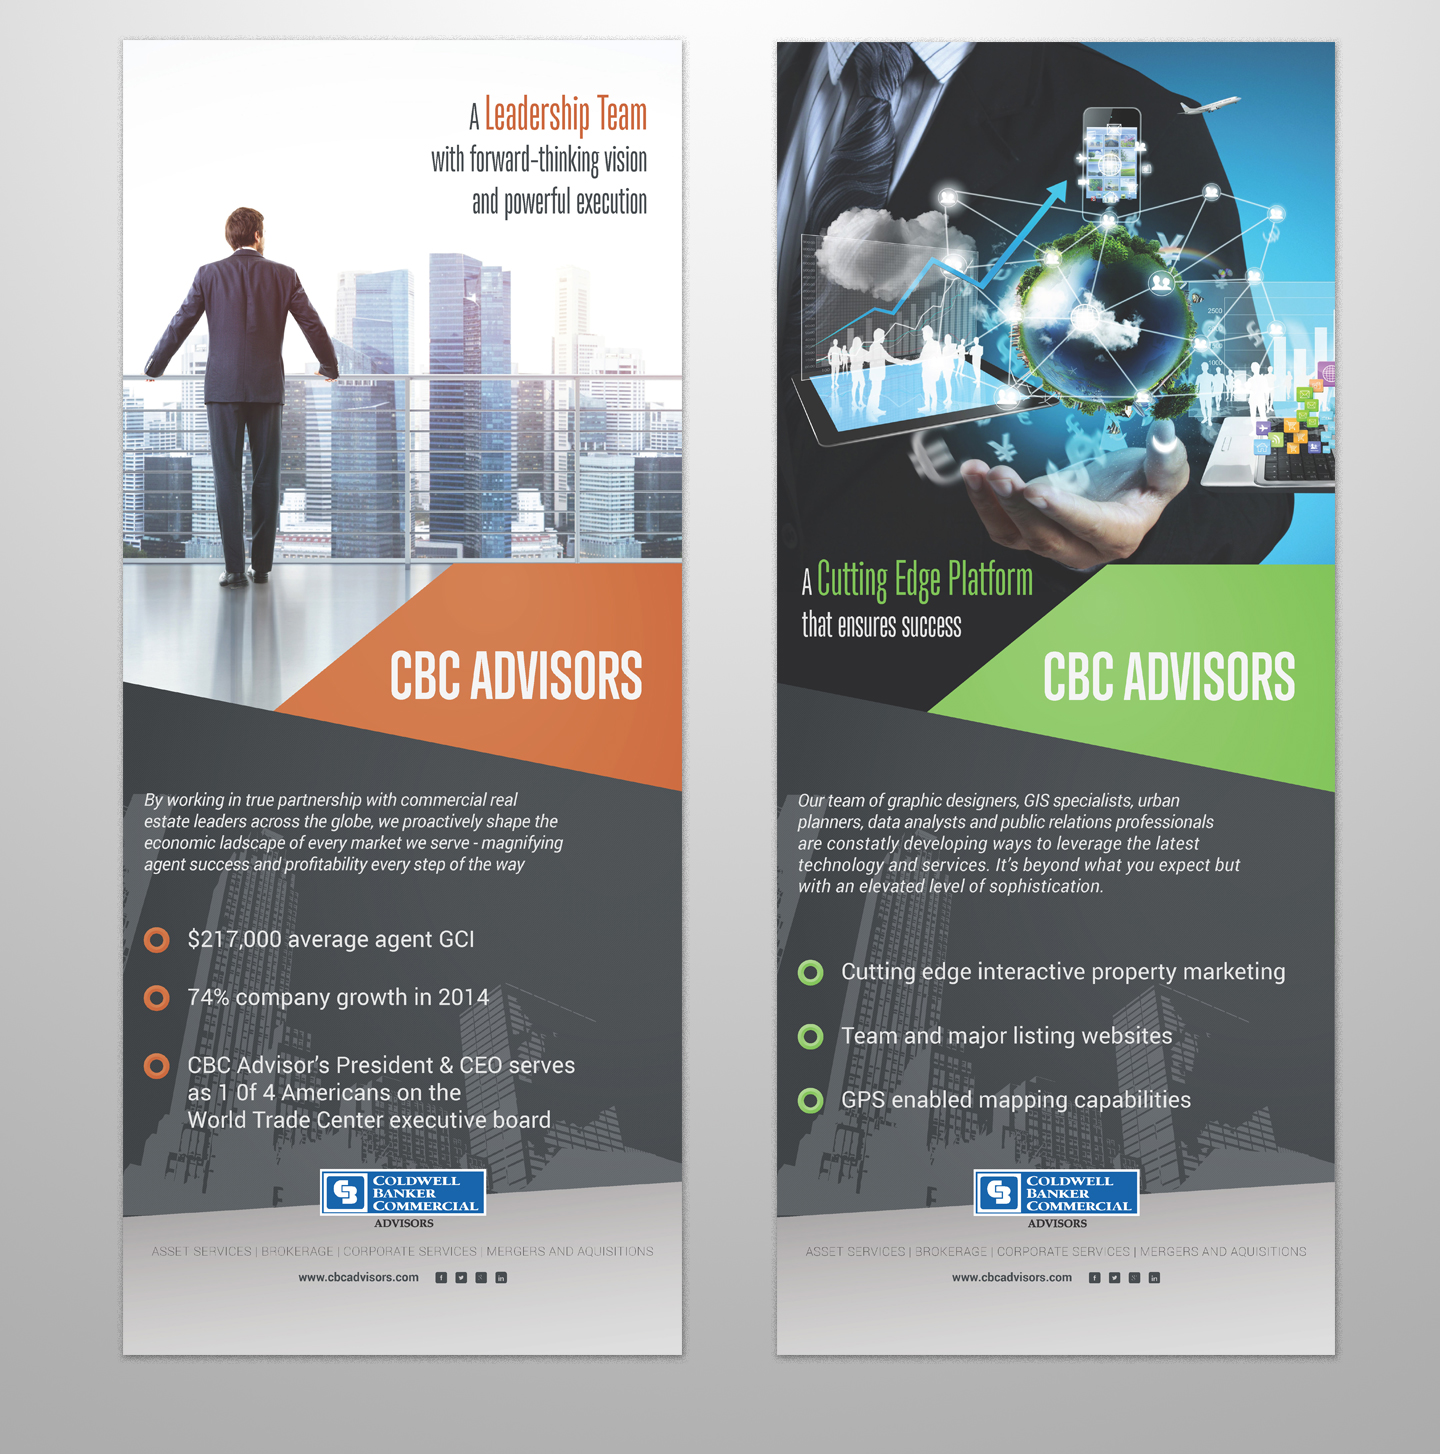 A Leadership Team
with forward-thinking vision
and powerful execution
CBC ADVISORS
By working in true partnership with commercial real
estate leaders across the globe, we proactively shape the
economic ladscape of every market we serve - magnifying
agent success and profitability every step of the way
$217,000 average agent GCI
74% company growth in 2014
CBC Advisor's President & CEO serves
as 1 0f 4 Americans on the
World Trade Center executive board
CB
COLDWELL
BANKER
COMMERCIAL
ADVISORS
ASSET SERVICES | BROKERAGE | CORPORATE SERVICES | MERGERS AND AQUISITIONS
www.cbcadvisors.com
2500
A Cutting Edge Platform
that ensures success
CBC ADVISORS
Our team of graphic designers, GIS specialists, urban
planners, data analysts and public relations professionals
are constatly developing ways to leverage the latest
technology and services. It's beyond what you expect but
with an elevated level of sophistication.
Cutting edge interactive property marketing
Team and major listing websites
GPS enabled mapping capabilities
CB
COLDWELL
BANKER
COMMERCIAL
ADVISORS
ASSET SERVICES | BROKERAGE | CORPORATE SERVICES | MERGERS AND AQUISITIONS
www.cbcadvisors.com